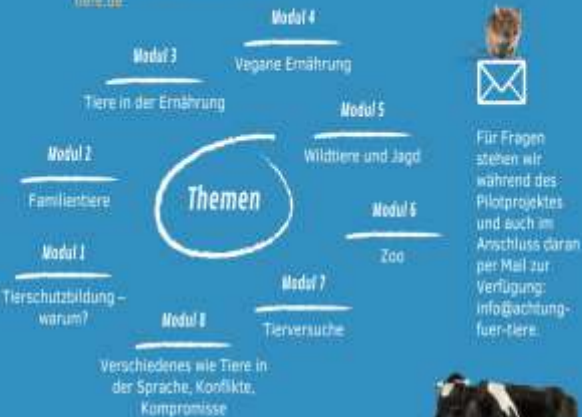 tiere.de
Modul 4
Vegane Ernährung
Modul 3
Tiere in der Ernährung
Modul 5
Wildtiere und Jagd
Modul 2
Familientiere
Themen
Modul 6
Zoo
Modul 1
Tierschutzbildung –
warum?
Modul 7
Tierversuche
Modul 8
Verschiedenes wie Tiere in
der Sprache, Konflikte,
Kompromisse
Für Fragen
stehen wir
während des
Pilotprojektes
und auch im
Anschluss daran
per Mail zur
Verfügung:
info@achtung-
fuer-tiere.